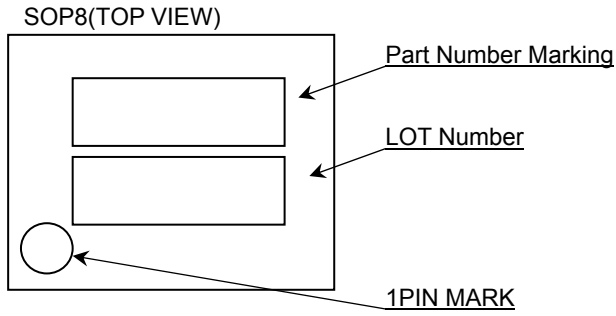 SOP8(TOP VIEW)
Part Number Marking
LOT Number
1PIN MARK